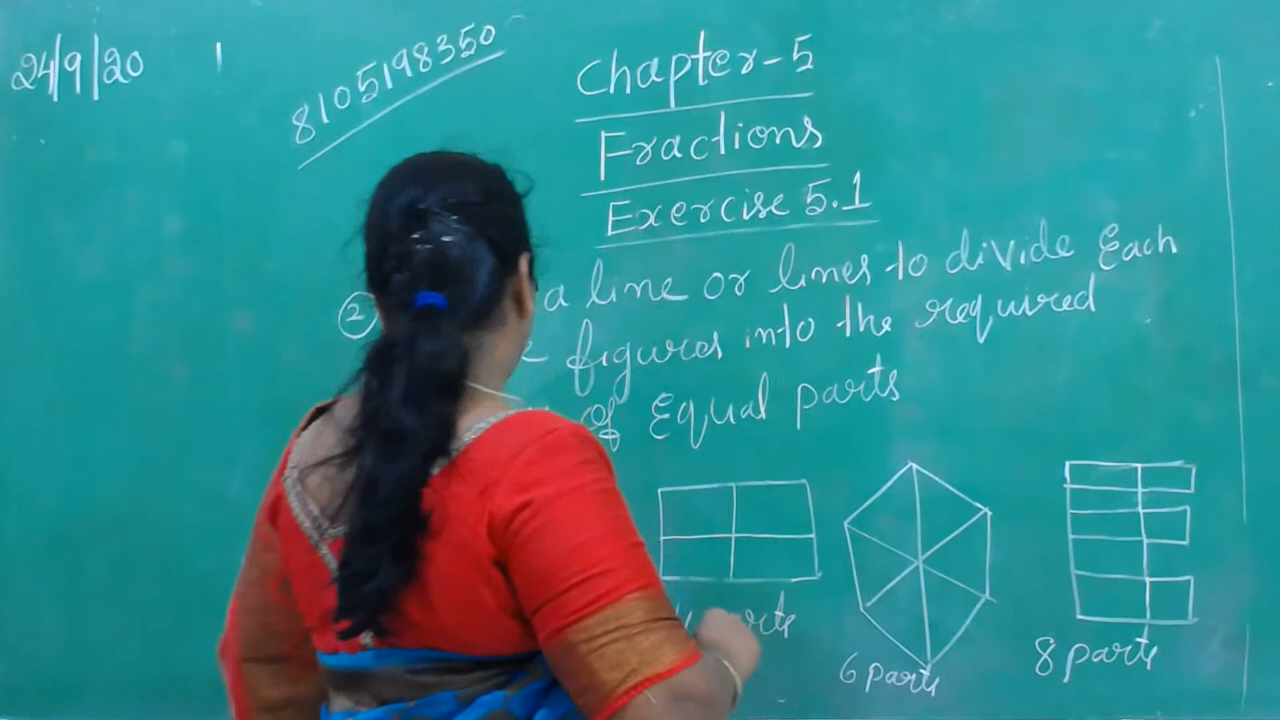 24/9/20
8105198350
Chapter-5
Fractions
Exercise 5.1
② a line or lines to divide Each
figures into the required
of Equal parts
6 parts
8 parts